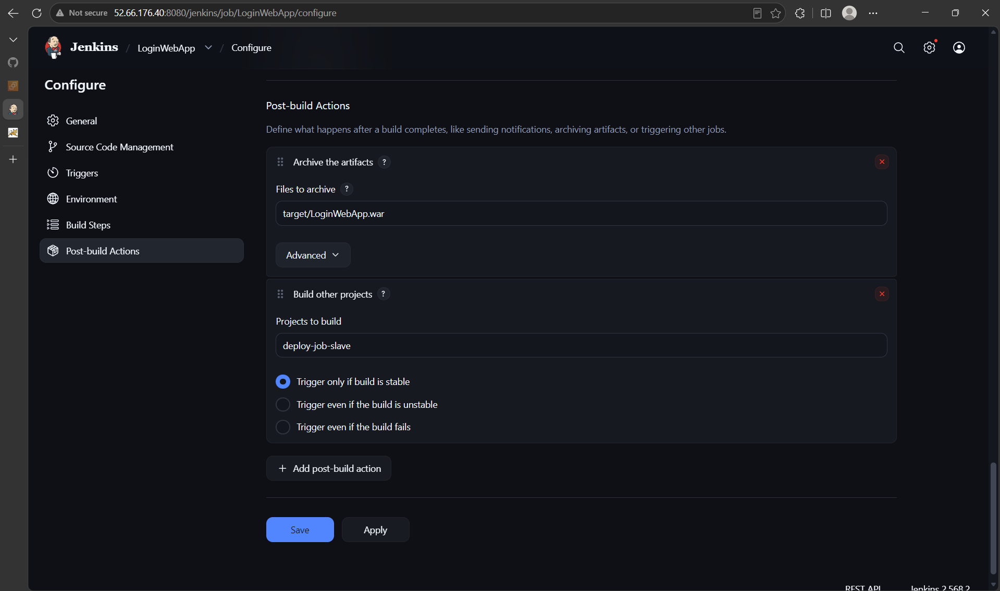 Not secure 52.66.176.40:8080/jenkins/job/LoginWebApp/configure
Jenkins / LoginWebApp / Configure
Configure
General
Source Code Management
Triggers
Environment
Build Steps
Post-build Actions
Post-build Actions
Define what happens after a build completes, like sending notifications, archiving artifacts, or triggering other jobs.
Archive the artifacts ?
Files to archive ?
target/LoginWebApp.war
Advanced
Build other projects ?
Projects to build
deploy-job-slave
Trigger only if build is stable
Trigger even if the build is unstable
Trigger even if the build fails
+ Add post-build action
Save Apply
REST API Jenkins 2.568.2